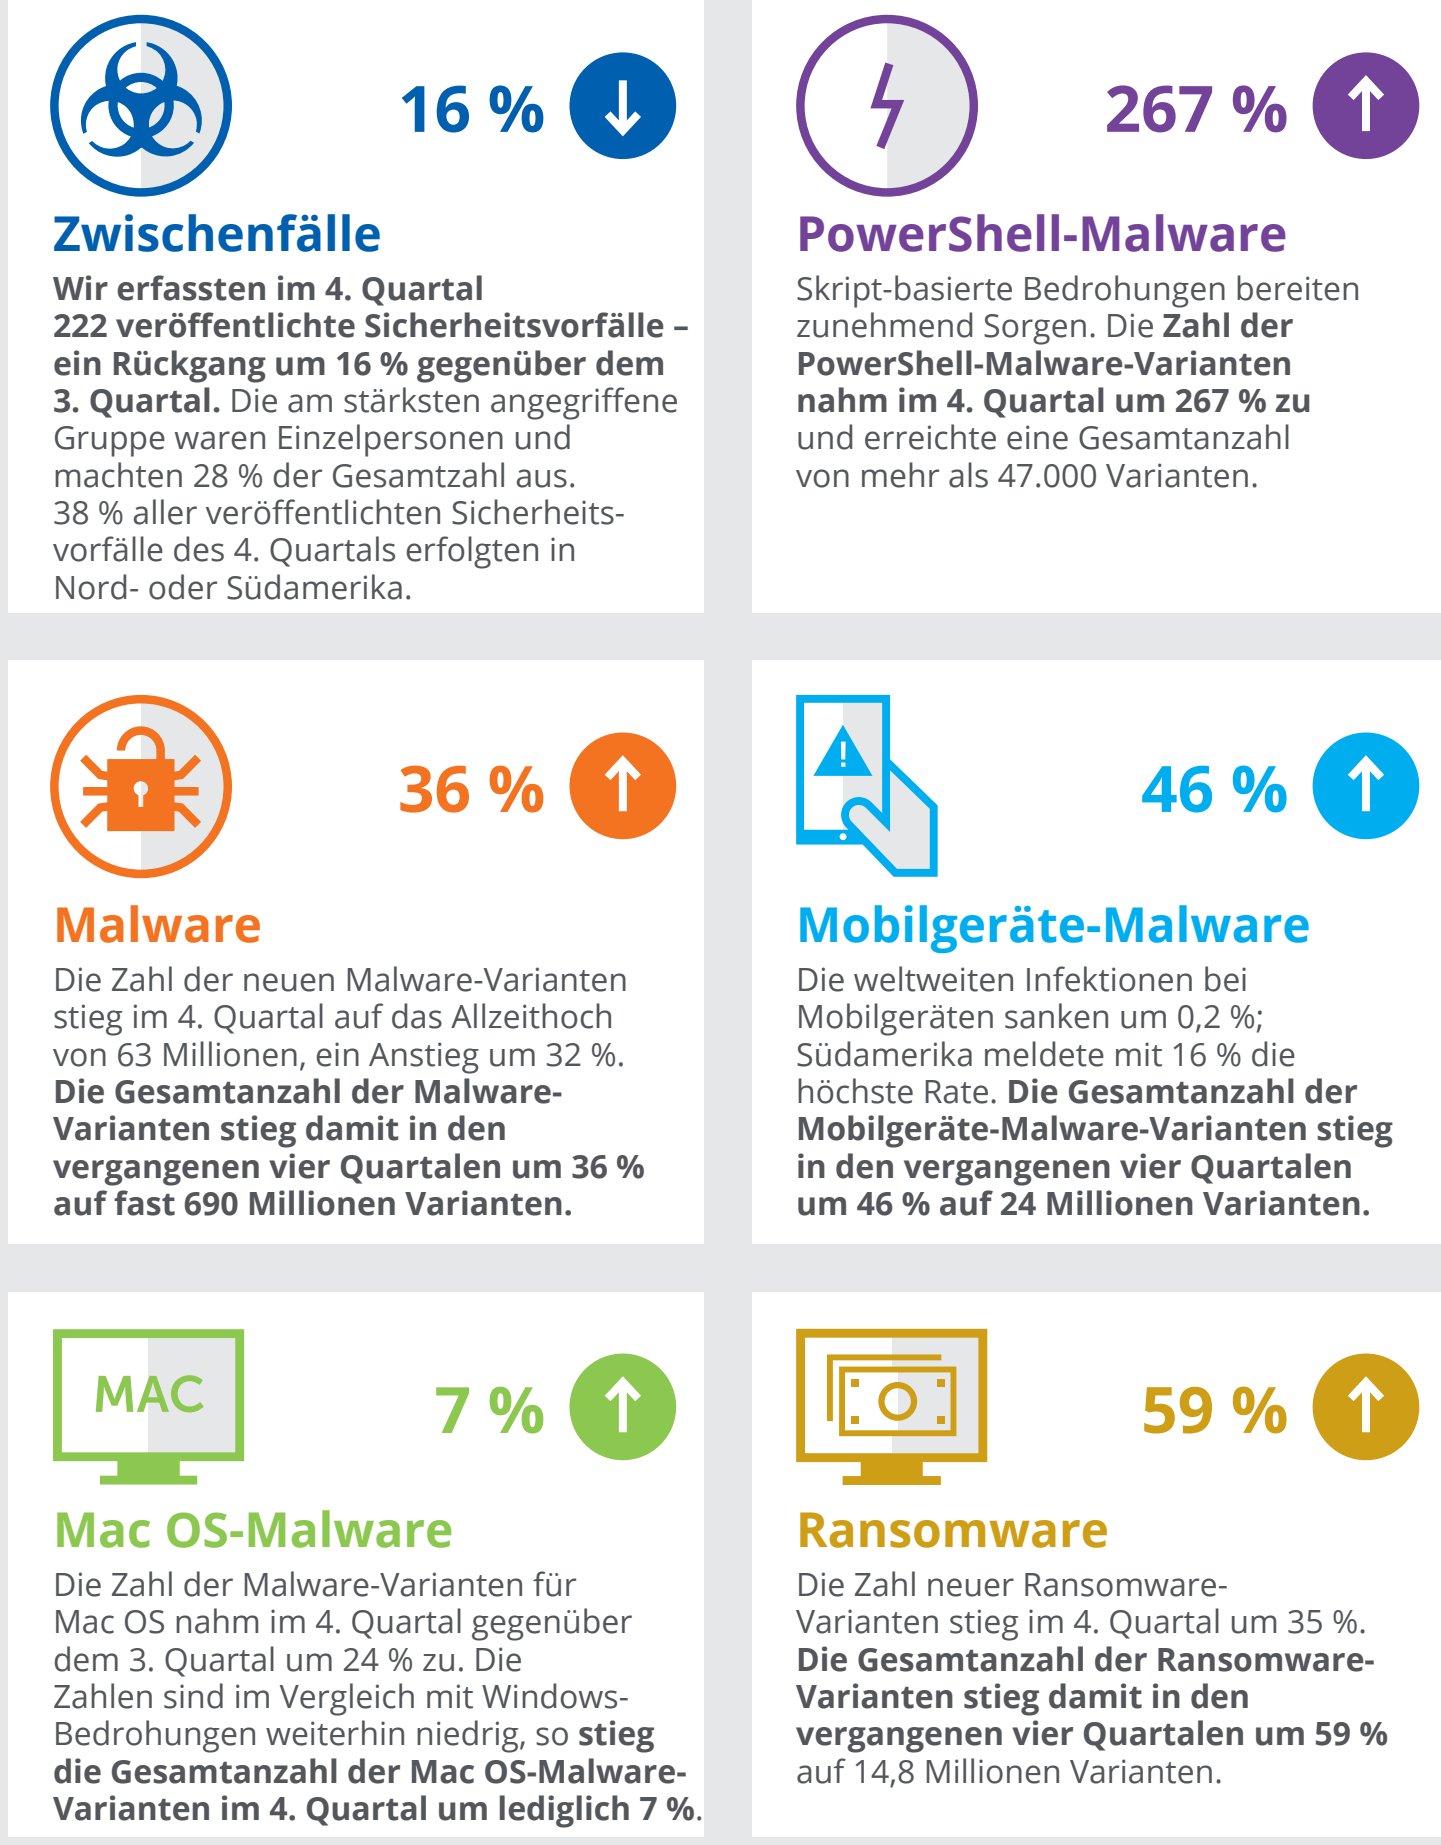 16 %
Zwischenfälle
Wir erfassten im 4. Quartal
222 veröffentlichte Sicherheitsvorfälle –
ein Rückgang um 16 % gegenüber dem
3. Quartal. Die am stärksten angegriffene
Gruppe waren Einzelpersonen und
machten 28 % der Gesamtzahl aus.
38 % aller veröffentlichten Sicherheits-
vorfälle des 4. Quartals erfolgten in
Nord- oder Südamerika.
267 %
PowerShell-Malware
Skript-basierte Bedrohungen bereiten
zunehmend Sorgen. Die Zahl der
PowerShell-Malware-Varianten
nahm im 4. Quartal um 267 % zu
und erreichte eine Gesamtanzahl
von mehr als 47.000 Varianten.
36 %
Malware
Die Zahl der neuen Malware-Varianten
stieg im 4. Quartal auf das Allzeithoch
von 63 Millionen, ein Anstieg um 32 %.
Die Gesamtanzahl der Malware-
Varianten stieg damit in den
vergangenen vier Quartalen um 36 %
auf fast 690 Millionen Varianten.
!
46 %
Mobilgeräte-Malware
Die weltweiten Infektionen bei
Mobilgeräten sanken um 0,2 %;
Südamerika meldete mit 16 % die
höchste Rate. Die Gesamtanzahl der
Mobilgeräte-Malware-Varianten stieg
in den vergangenen vier Quartalen
um 46 % auf 24 Millionen Varianten.
MAC
7 %
Mac OS-Malware
Die Zahl der Malware-Varianten für
Mac OS nahm im 4. Quartal gegenüber
dem 3. Quartal um 24 % zu. Die
Zahlen sind im Vergleich mit Windows-
Bedrohungen weiterhin niedrig, so stieg
die Gesamtanzahl der Mac OS-Malware-
Varianten im 4. Quartal um lediglich 7 %.
59 %
Ransomware
Die Zahl neuer Ransomware-
Varianten stieg im 4. Quartal um 35 %.
Die Gesamtanzahl der Ransomware-
Varianten stieg damit in den
vergangenen vier Quartalen um 59 %
auf 14,8 Millionen Varianten.